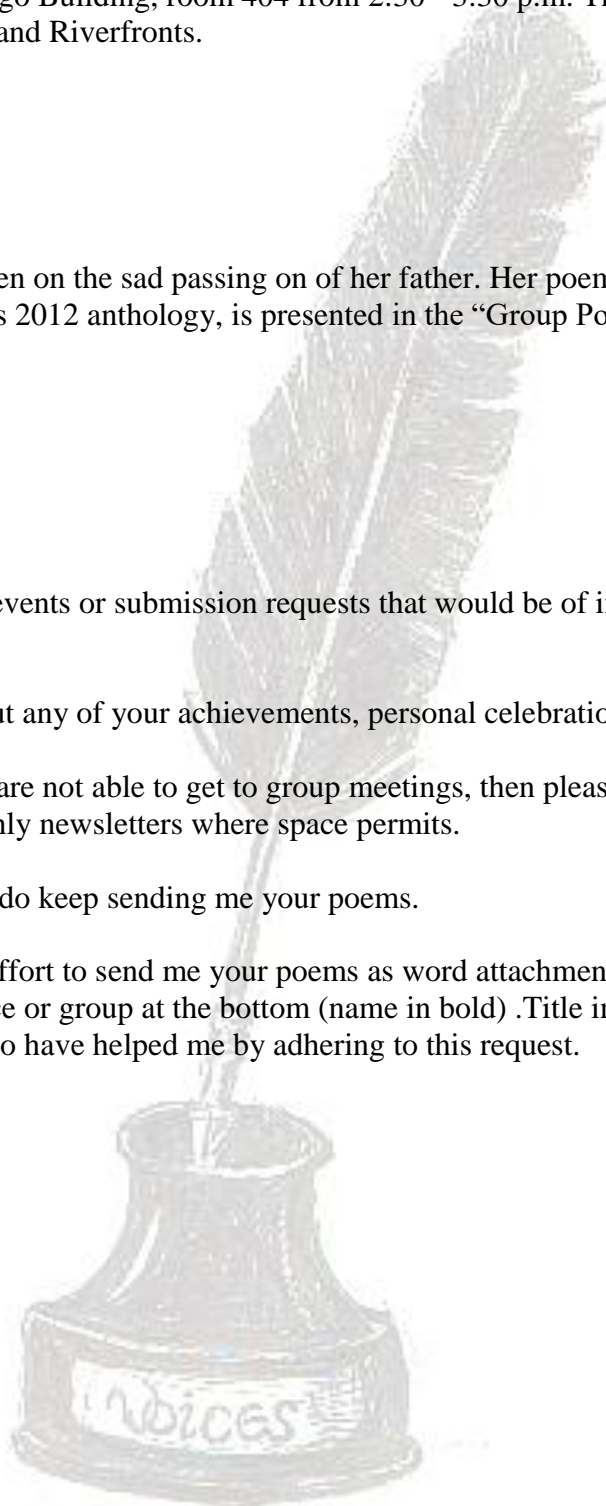 go Building, room 404 from 2.30 – 3.30 p.m. T
and Riverfronts.
en on the sad passing on of her father. Her poem
s 2012 anthology, is presented in the “Group Po
events or submission requests that would be of i
ut any of your achievements, personal celebratio
are not able to get to group meetings, then pleas
nly newsletters where space permits.
do keep sending me your poems.
ffort to send me your poems as word attachmen
ce or group at the bottom (name in bold) .Title i
o have helped me by adhering to this request.